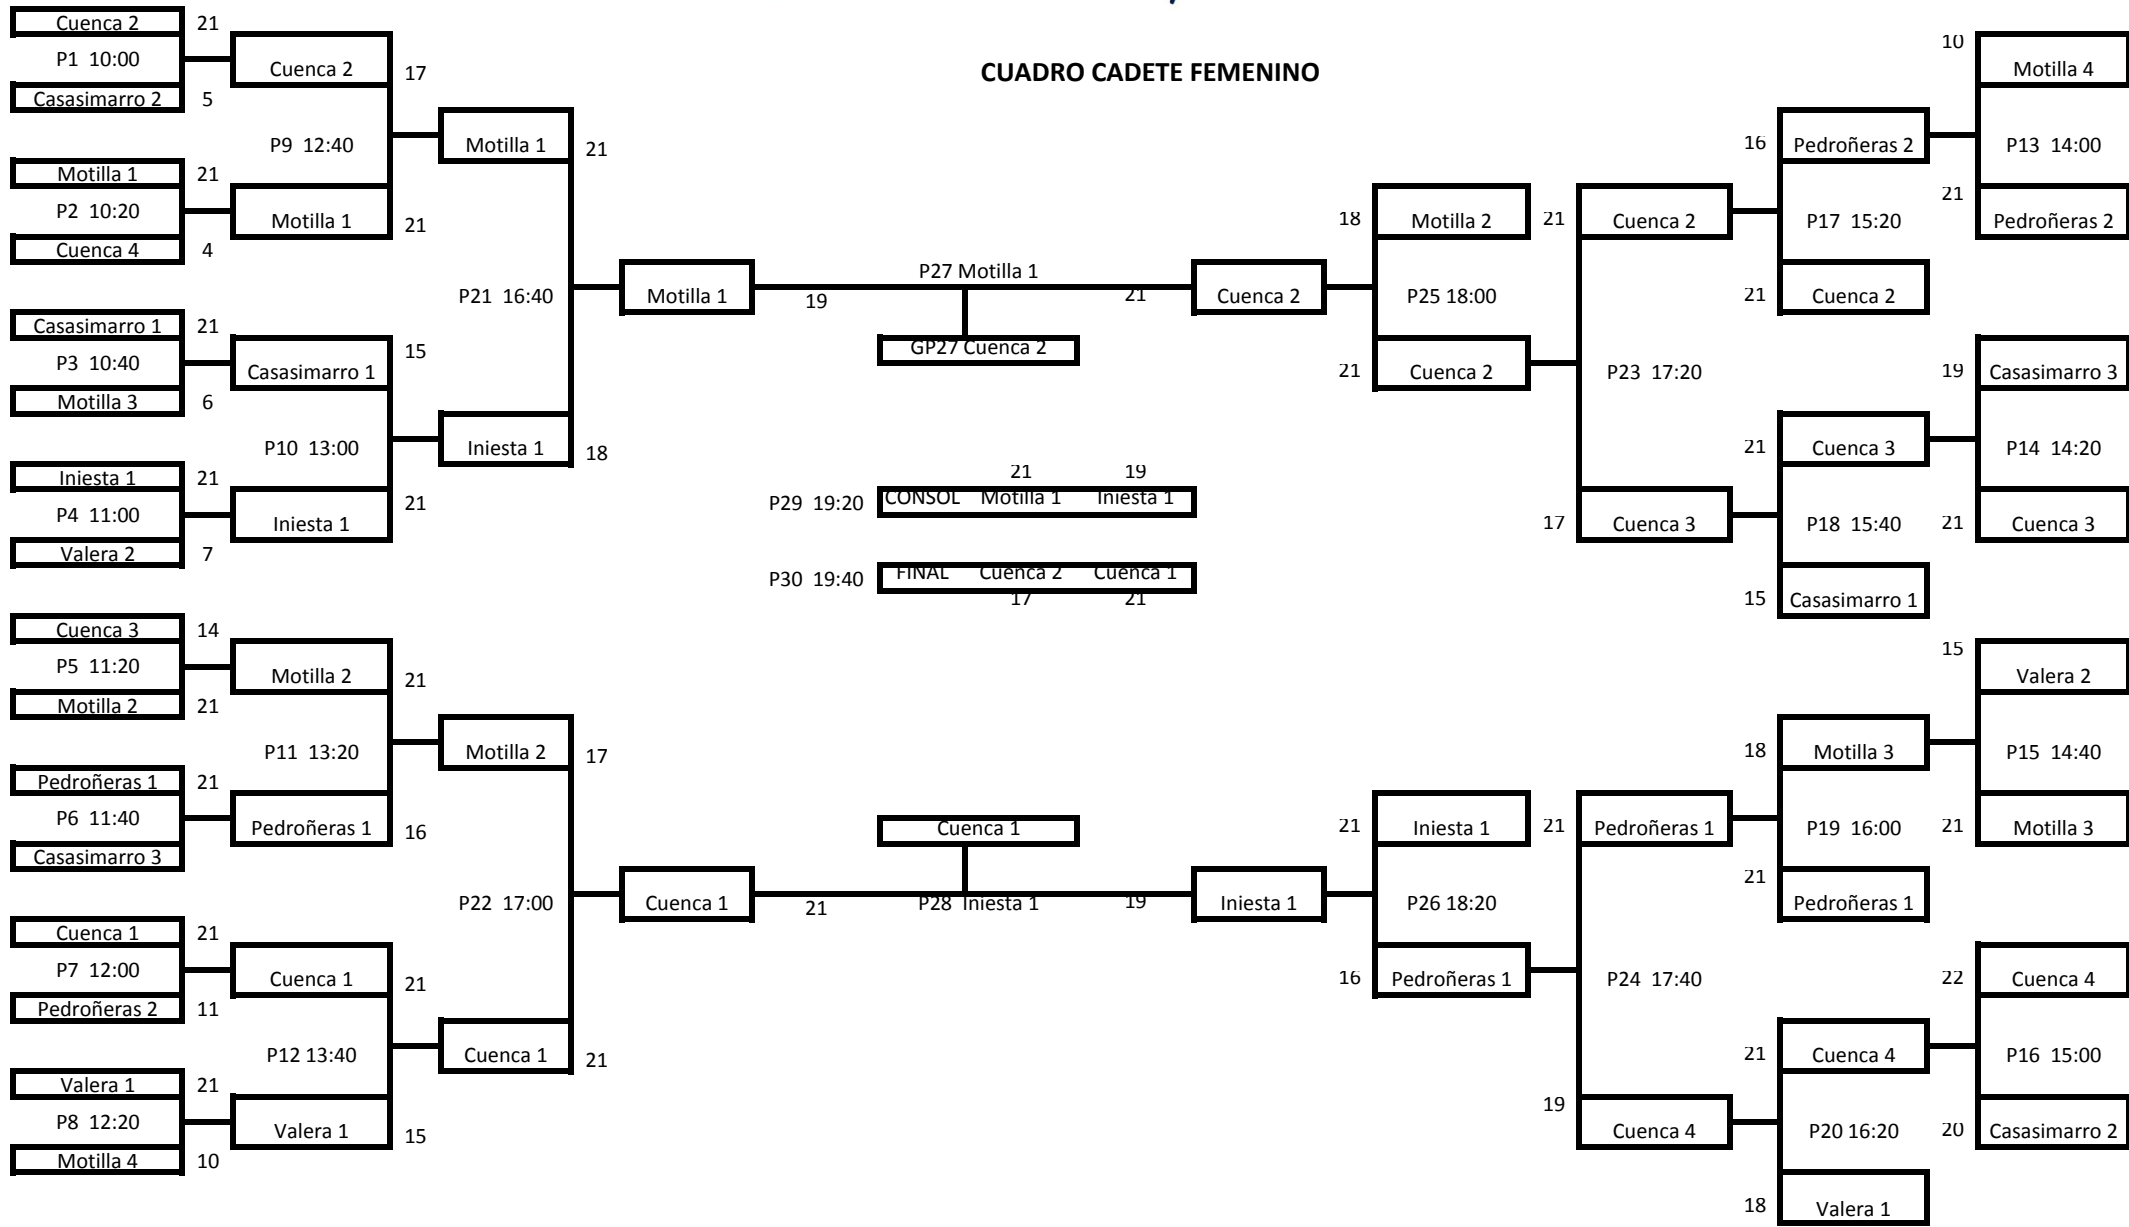 CUADRO CADETE FEMENINO
Cuenca 2 21
P1 10:00
Casasimarro 2 5
Motilla 1 21
P2 10:20
Cuenca 4 4
Casasimarro 1 21
P3 10:40
Motilla 3 6
Iniesta 1 21
P4 11:00
Valera 2 7
Cuenca 3 14
P5 11:20
Motilla 2 21
Pedroñeras 1 21
P6 11:40
Casasimarro 3
Cuenca 1 21
P7 12:00
Pedroñeras 2 11
Valera 1 21
P8 12:20
Motilla 4 10
Cuenca 2 17
P9 12:40
Motilla 1 21
Casasimarro 1 15
P10 13:00
Iniesta 1 21
Motilla 2 21
P11 13:20
Pedroñeras 1 16
Cuenca 1 21
P12 13:40
Valera 1 15
Motilla 1 21
P21 16:40
Iniesta 1 18
Motilla 2 17
P22 17:00
Cuenca 1 21
Motilla 1 19
P27 Motilla 1
21 Cuenca 2
GP27 Cuenca 2
21 19
P29 19:20 CONSOL Motilla 1 Iniesta 1
P30 19:40 FINAL Cuenca 2 Cuenca 1
17 21
Cuenca 1
Cuenca 1 21
P28 Iniesta 1
19 Iniesta 1
18 Motilla 2
P25 18:00
21 Cuenca 2
21 Iniesta 1
P26 18:20
16 Pedroñeras 1
21 Cuenca 2
P23 17:20
17 Cuenca 3
21 Pedroñeras 1
P24 17:40
19 Cuenca 4
16 Pedroñeras 2
P17 15:20
21 Cuenca 2
21 Cuenca 3
P18 15:40
15 Casasimarro 1
18 Motilla 3
P19 16:00
21 Pedroñeras 1
21 Cuenca 4
P20 16:20
18 Valera 1
10 Motilla 4
P13 14:00
21 Pedroñeras 2
19 Casasimarro 3
P14 14:20
21 Cuenca 3
15 Valera 2
P15 14:40
21 Motilla 3
22 Cuenca 4
P16 15:00
20 Casasimarro 2